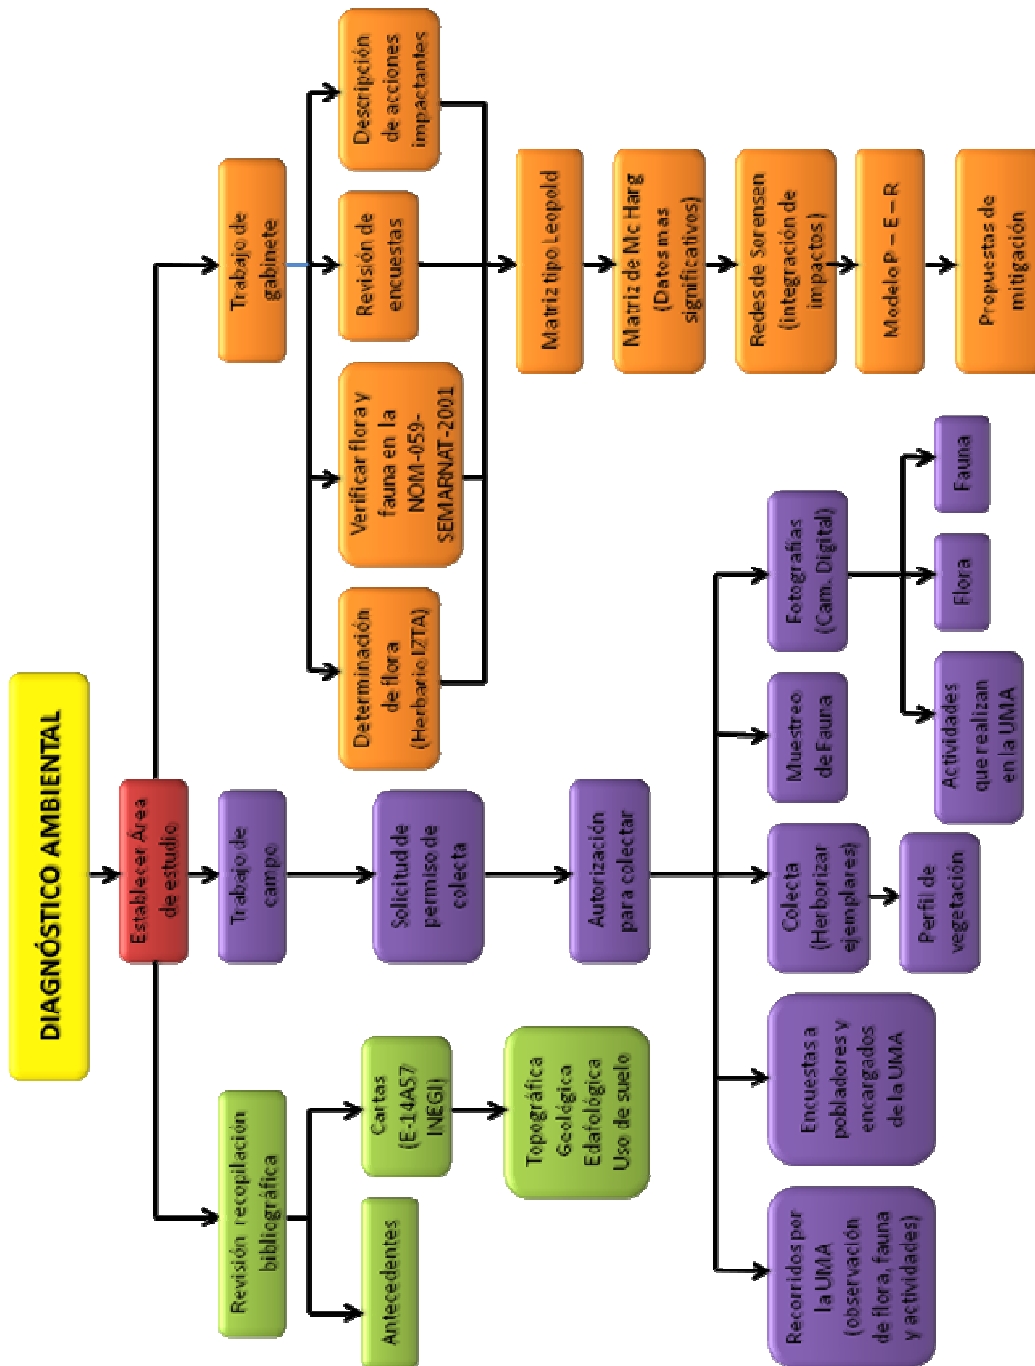 DIAGNÓSTICO AMBIENTAL
Establecer Área
de estudio
Revisión recopilación
bibliográfica
Antecedentes
Cartas
(E-14A57
INEGI)
Topográfica
Geológica
Edafológica
Uso de suelo
Trabajo de
campo
Solicitud de
permiso de
colecta
Autorización
para colectar
Recorridos por
la UMA
(observación
de flora, fauna
y actividades)
Encuestas a
pobladores y
encargados
de la UMA
Colecta
(Herborizar
ejemplares)
Perfil de
vegetación
Muestreo
de Fauna
Fotografías
(Cam. Digital)
Actividades
que realizan
en la UMA
Flora
Fauna
Trabajo de
gabinete
Determinación
de flora
(Herbario IZTA)
Verificar flora y
fauna en la
NOM-059-
SEMARNAT-2001
Revisión de
encuestas
Descripción
de acciones
impactantes
Matriz tipo Leopold
Matriz de Mc Harg
(Datos mas
significativos)
Redes de Sorensen
(integración de
impactos )
Modelo P – E – R
Propuestas de
mitigación